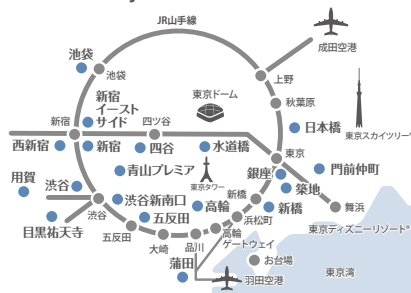 JR山手線
成田空港
池袋
池袋
上野
新宿
イースト
サイド
東京ドーム
秋葉原
新宿
四ツ谷
日本橋
東京スカイツリー®
西新宿
新宿
四谷
水道橋
東京
青山プレミア
東京タワー
銀座
門前仲町
用賀
渋谷
築地
渋谷
渋谷新南口
高輪
新橋
新橋
舞浜
目黒祐天寺
五反田
浜松町
東京ディズニーリゾート®
五反田
大崎
品川
高輪
ゲートウェイ
お台場
蒲田
羽田空港
東京湾